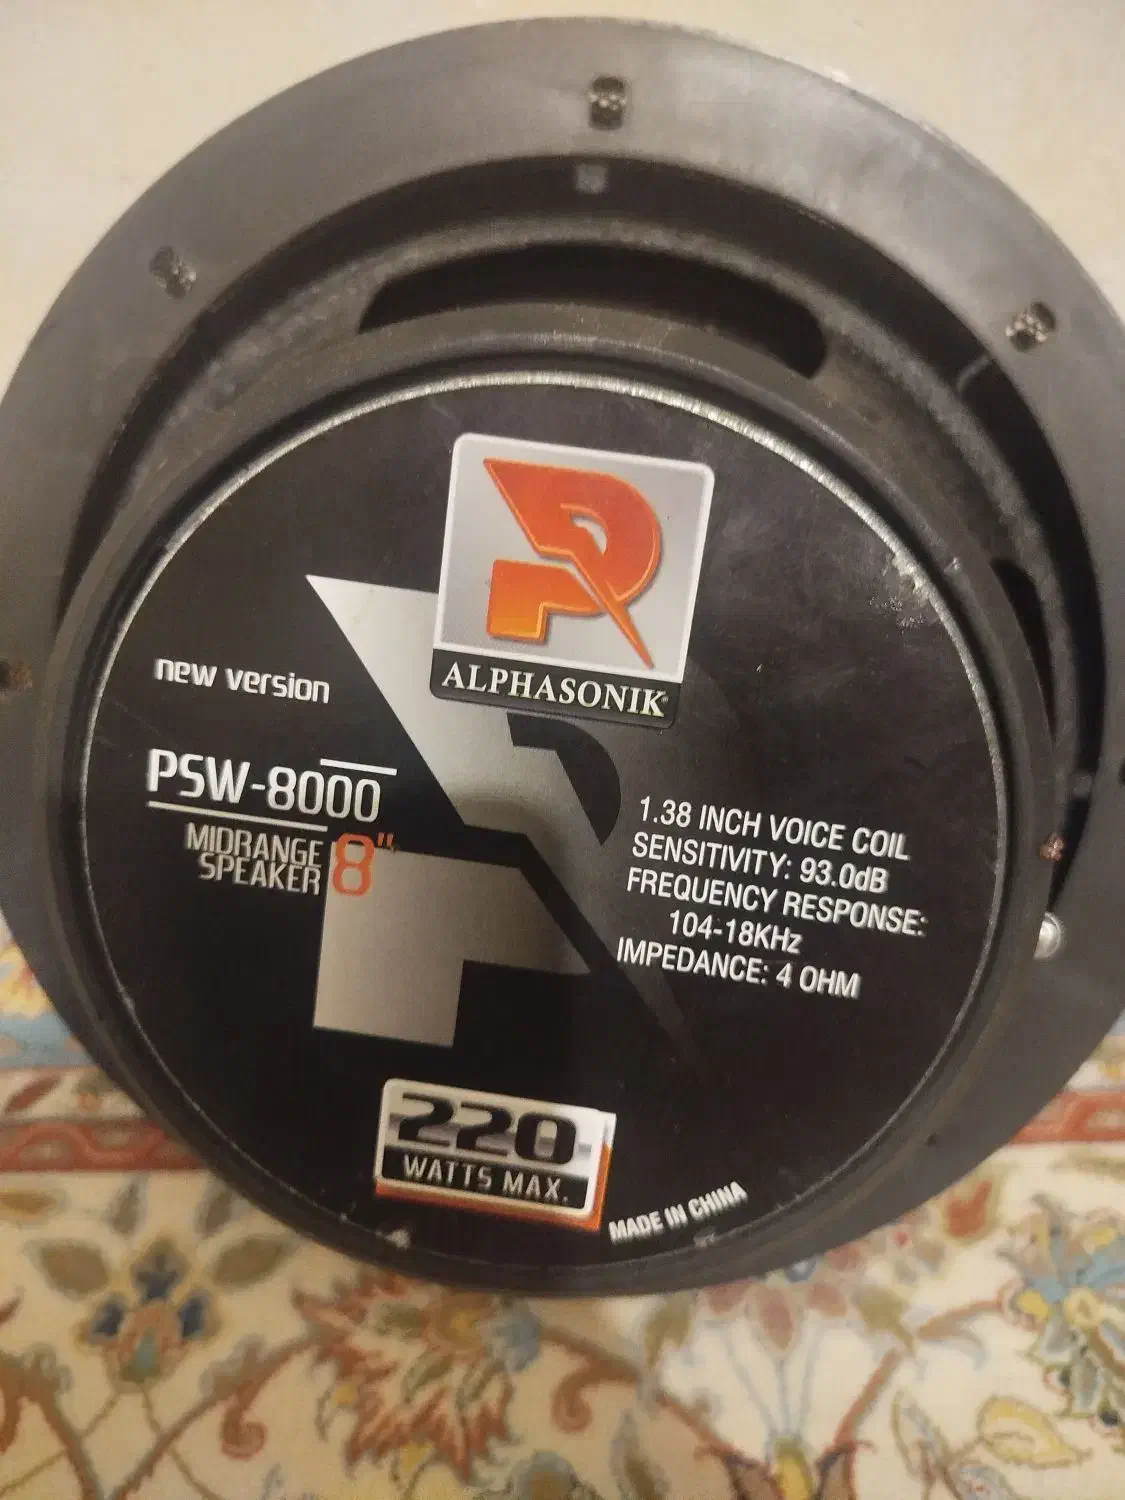 ALPHASONIK®
new version
PSW-8000
MIDRANGE
SPEAKER 8"
1.38 INCH VOICE COIL
SENSITIVITY: 93.0dB
FREQUENCY RESPONSE:
104-18KHz
IMPEDANCE: 4 OHM
220
WATTS MAX.
MADE IN CHINA